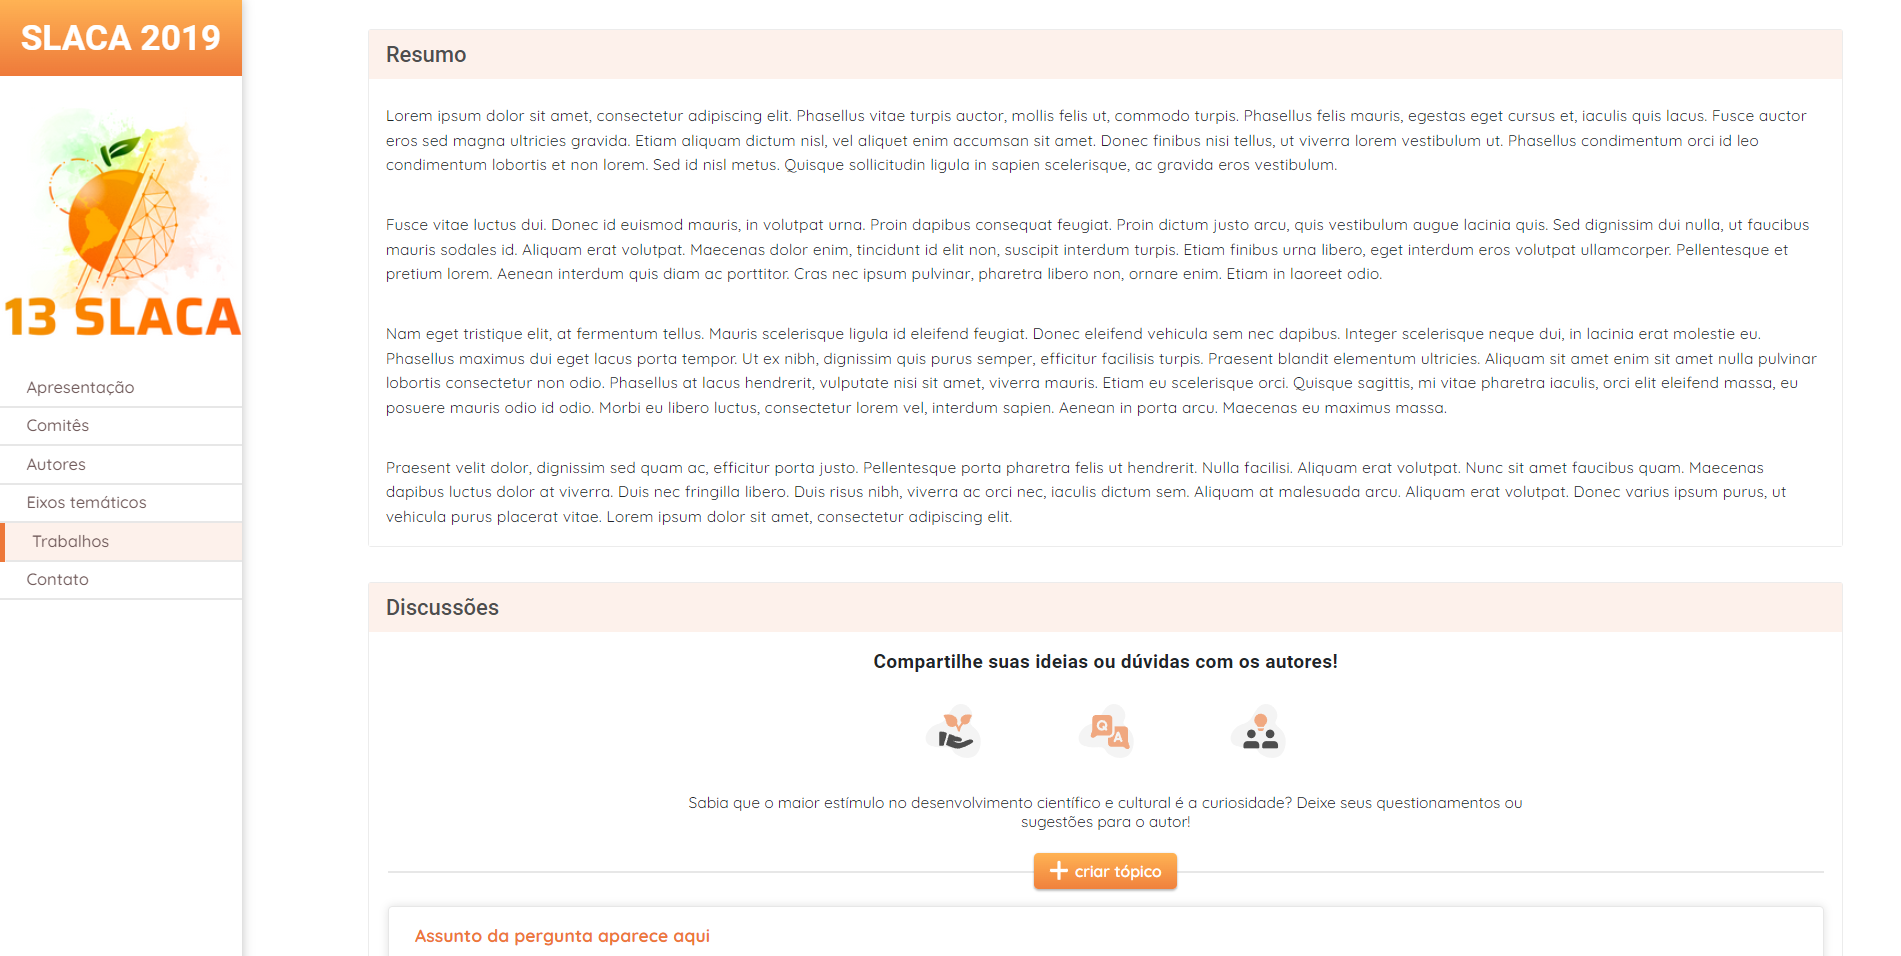 SLACA 2019
13 SLACA
Apresentação
Comitês
Autores
Eixos temáticos
Trabalhos
Contato
Resumo
Lorem ipsum dolor sit amet, consectetur adipiscing elit. Phasellus vitae turpis auctor, mollis felis ut, commodo turpis. Phasellus felis mauris, egestas eget cursus et, iaculis quis lacus. Fusce auctor
eros sed magna ultricies gravida. Etiam aliquam dictum nisl, vel aliquet enim accumsan sit amet. Donec finibus nisi tellus, ut viverra lorem vestibulum ut. Phasellus condimentum orci id leo
condimentum lobortis et non lorem. Sed id nisl metus. Quisque sollicitudin ligula in sapien scelerisque, ac gravida eros vestibulum.
Fusce vitae luctus dui. Donec id euismod mauris, in volutpat urna. Proin dapibus consequat feugiat. Proin dictum justo arcu, quis vestibulum augue lacinia quis. Sed dignissim dui nulla, ut faucibus
mauris sodales id. Aliquam erat volutpat. Maecenas dolor enim, tincidunt id elit non, suscipit interdum turpis. Etiam finibus urna libero, eget interdum eros volutpat ullamcorper. Pellentesque et
pretium lorem. Aenean interdum quis diam ac porttitor. Cras nec ipsum pulvinar, pharetra libero non, ornare enim. Etiam in laoreet odio.
Nam eget tristique elit, at fermentum tellus. Mauris scelerisque ligula id eleifend feugiat. Donec eleifend vehicula sem nec dapibus. Integer scelerisque neque dui, in lacinia erat molestie eu.
Phasellus maximus dui eget lacus porta tempor. Ut ex nibh, dignissim quis purus semper, efficitur facilisis turpis. Praesent blandit elementum ultricies. Aliquam sit amet enim sit amet nulla pulvinar
lobortis consectetur non odio. Phasellus at lacus hendrerit, vulputate nisi sit amet, viverra mauris. Etiam eu scelerisque orci. Quisque sagittis, mi vitae pharetra iaculis, orci elit eleifend massa, eu
posuere mauris odio id odio. Morbi eu libero luctus, consectetur lorem vel, interdum sapien. Aenean in porta arcu. Maecenas eu maximus massa.
Praesent velit dolor, dignissim sed quam ac, efficitur porta justo. Pellentesque porta pharetra felis ut hendrerit. Nulla facilisi. Aliquam erat volutpat. Nunc sit amet faucibus quam. Maecenas
dapibus luctus dolor at viverra. Duis nec fringilla libero. Duis risus nibh, viverra ac orci nec, iaculis dictum sem. Aliquam at malesuada arcu. Aliquam erat volutpat. Donec varius ipsum purus, ut
vehicula purus placerat vitae. Lorem ipsum dolor sit amet, consectetur adipiscing elit.
Discussões
Compartilhe suas ideias ou dúvidas com os autores!
Q
A
Sabia que o maior estímulo no desenvolvimento científico e cultural é a curiosidade? Deixe seus questionamentos ou
sugestões para o autor!
criar tópico
Assunto da pergunta aparece aqui